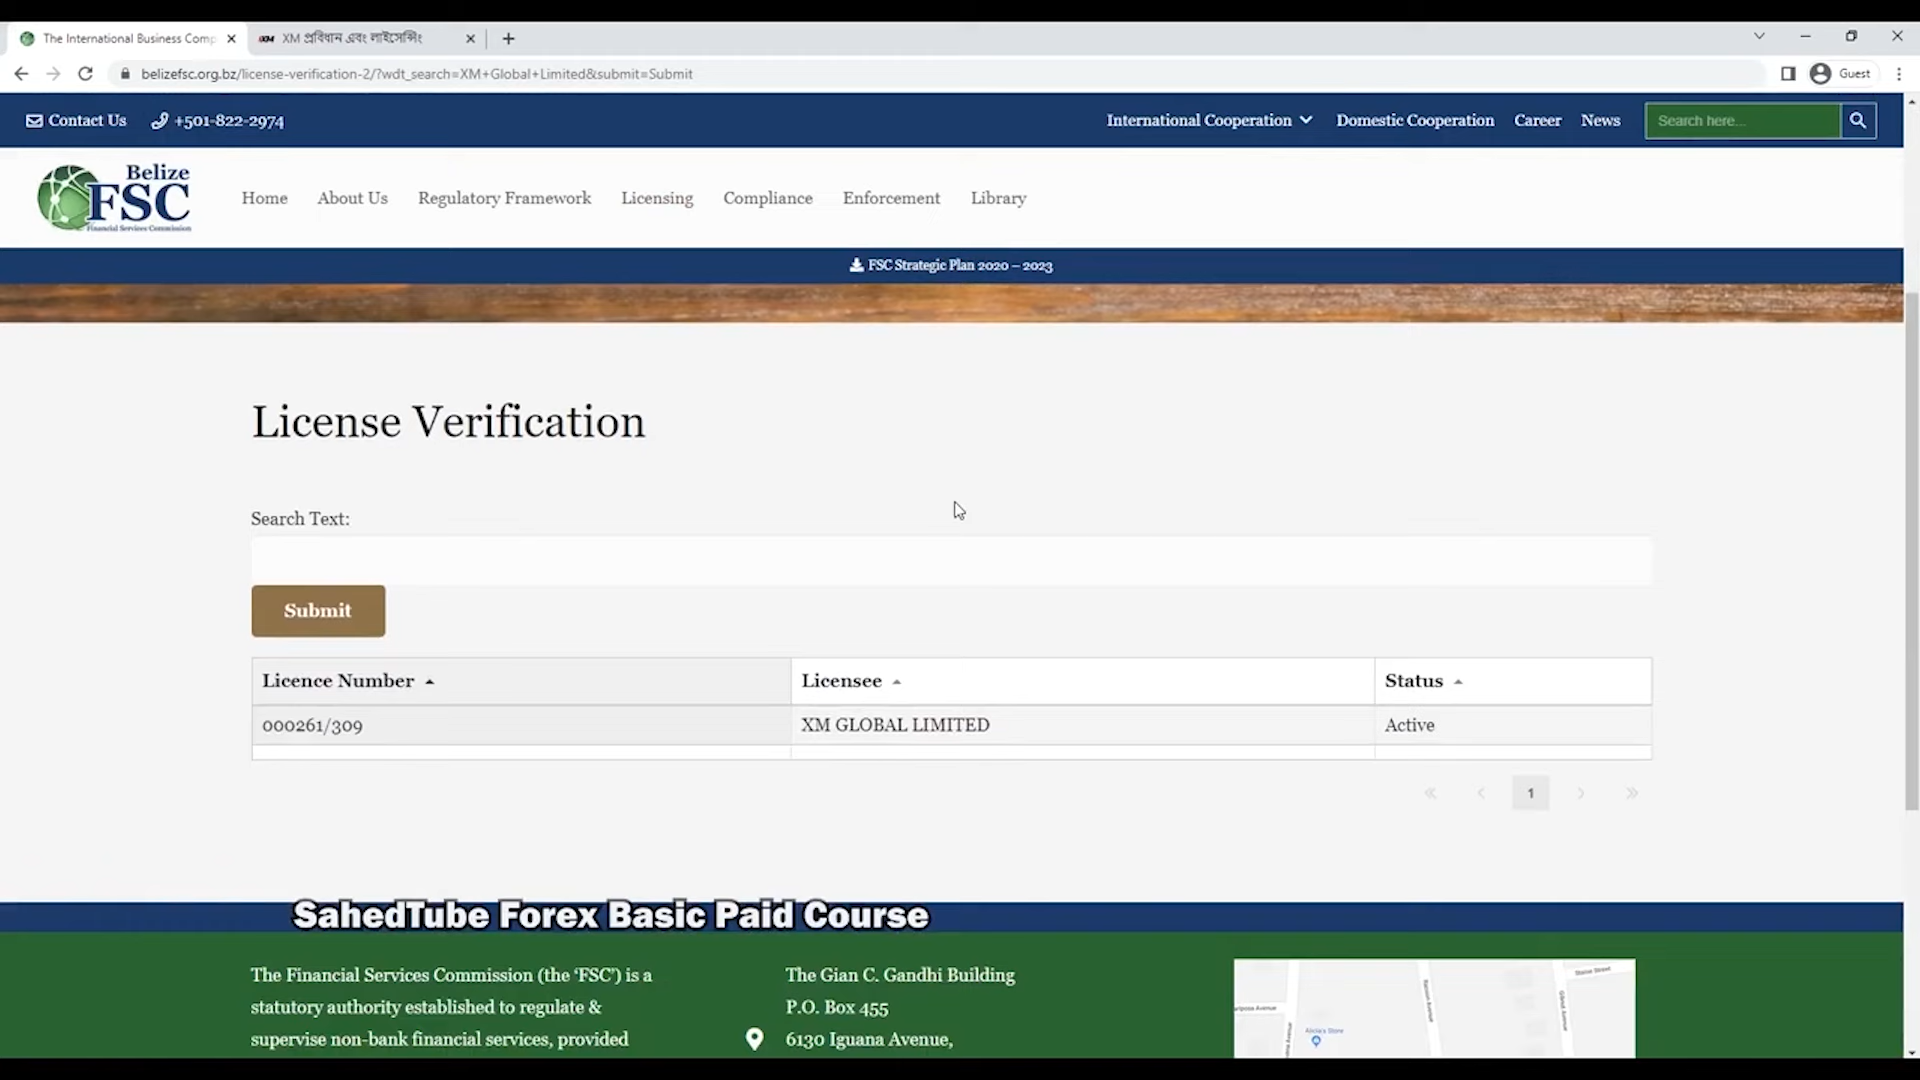 The International Business Comp
XM প্রবিধান এবং লাইসেন্সিং
belizefsc.org.bz/license-verification-2/?wdt_search=XM+Global+Limited&submit=Submit
Guest
Contact Us
+501-822-2974
International Cooperation
Domestic Cooperation
Career
News
Search here...
Belize
FSC
Financial Services Commission
Home
About Us
Regulatory Framework
Licensing
Compliance
Enforcement
Library
FSC Strategic Plan 2020 – 2023
License Verification
Search Text:
Submit
Licence Number
Licensee
Status
000261/309
XM GLOBAL LIMITED
Active
1
SahedTube Forex Basic Paid Course
The Financial Services Commission (the ‘FSC’) is a
statutory authority established to regulate &
supervise non-bank financial services, provided
The Gian C. Gandhi Building
P.O. Box 455
6130 Iguana Avenue,
Alicia's Store